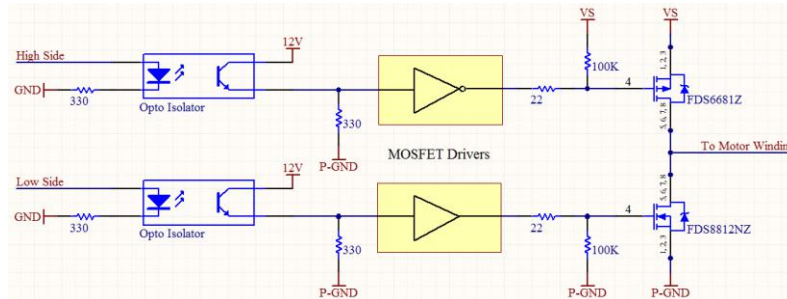 VS VS
High Side
12V
1, 2, 3
100K
GND
330
Opto Isolator
4
22
FDS6681Z
330
5, 6, 7, 8
P-GND
MOSFET Drivers
To Motor Windin
Low Side
12V
5, 6, 7, 8
GND
330
Opto Isolator
4
22
FDS8812NZ
330
100K
1, 2, 3
P-GND P-GND P-GND